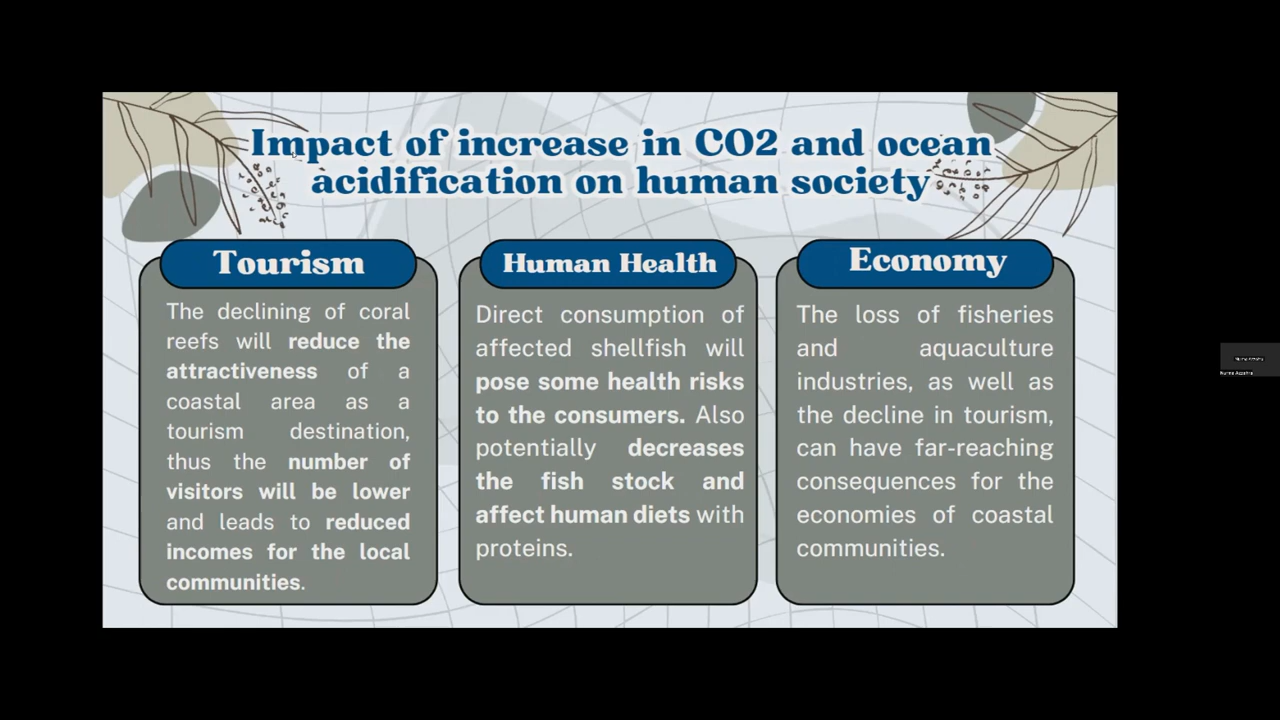 Impact of increase in CO2 and ocean
acidification on human society
Tourism
The declining of coral
reefs will reduce the
attractiveness of a
coastal area as a
tourism destination,
thus the number of
visitors will be lower
and leads to reduced
incomes for the local
communities.
Human Health
Direct consumption of
affected shellfish will
pose some health risks
to the consumers. Also
potentially decreases
the fish stock and
affect human diets with
proteins.
Economy
The loss of fisheries
and aquaculture
industries, as well as
the decline in tourism,
can have far-reaching
consequences for the
economies of coastal
communities.